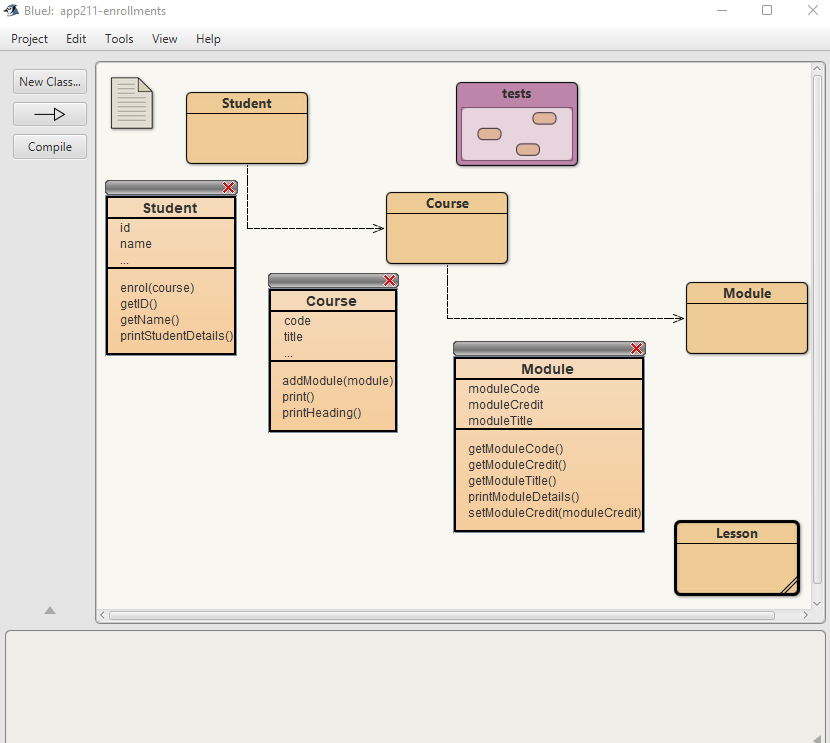 BlueJ: app211-enrollments
Project Edit Tools View Help
New Class...
Compile
Student
tests
Student
id
name
...
enrol(course)
getID()
getName()
printStudentDetails()
Course
Course
code
title
...
addModule(module)
print()
printHeading()
Module
Module
moduleCode
moduleCredit
moduleTitle
getModuleCode()
getModuleCredit()
getModuleTitle()
printModuleDetails()
setModuleCredit(moduleCredit)
Lesson